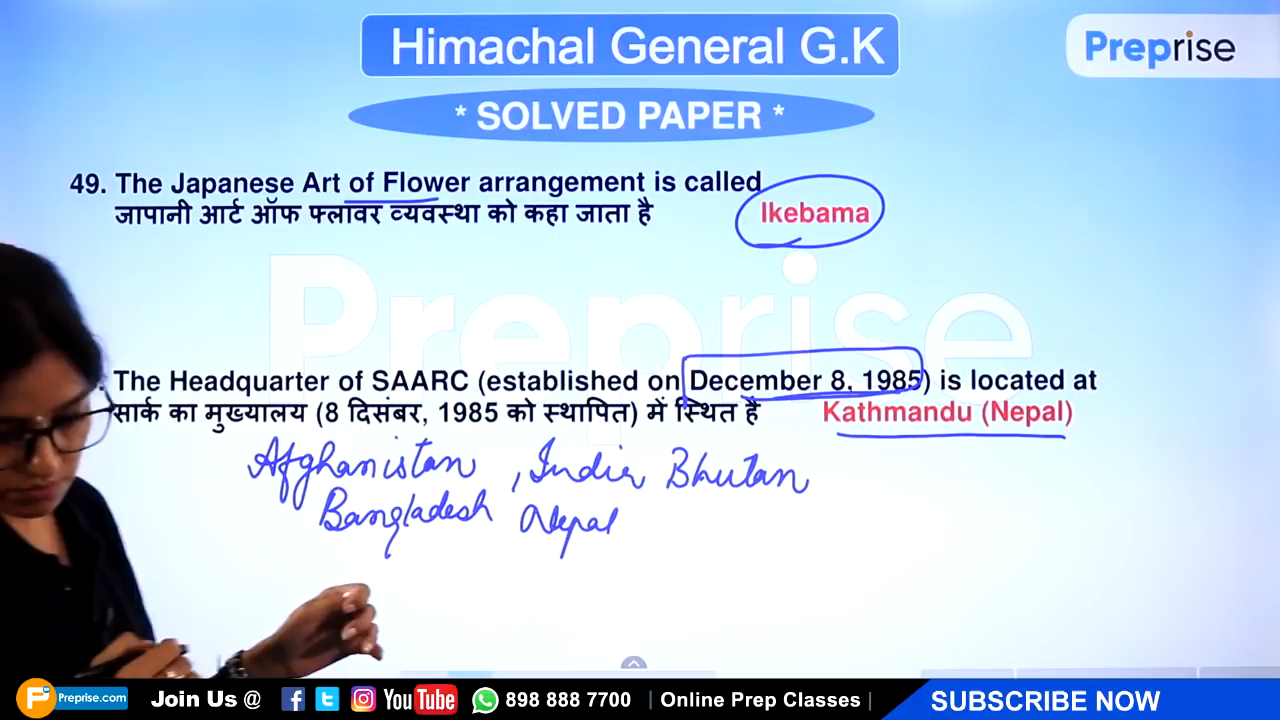 Himachal General G.K
Preprise
* SOLVED PAPER *
49. The Japanese Art of Flower arrangement is called
जापानी आर्ट ऑफ फ्लावर व्यवस्था को कहा जाता है
Ikebama
Preprise
The Headquarter of SAARC (established on December 8, 1985) is located at
सार्क का मुख्यालय (8 दिसंबर, 1985 को स्थापित) में स्थित है
Kathmandu (Nepal)
Afghanistan , India Bhutan
Bangladesh Nepal
P Preprise.com Join Us @ YouTube 898 888 7700 | Online Prep Classes | SUBSCRIBE NOW